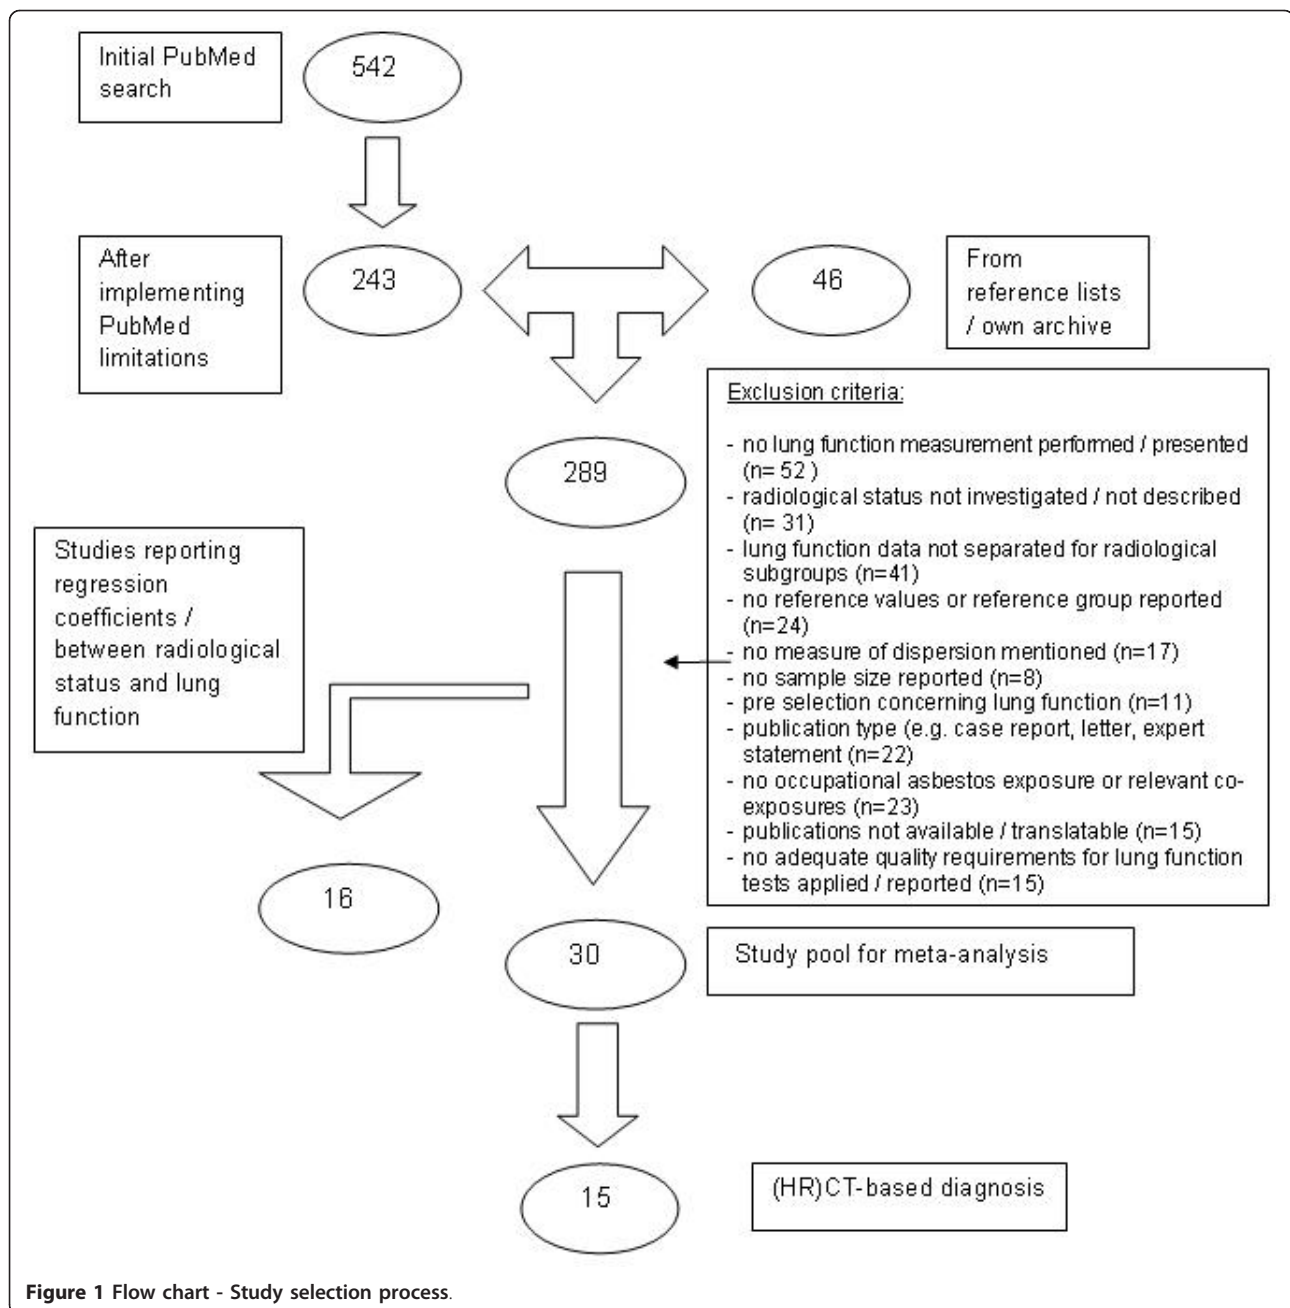 Initial PubMed
search
542
After
implementing
PubMed
limitations
243
46
From
reference lists
/ own archive
289
Exclusion criteria:
- no lung function measurement performed / presented
(n= 52 )
- radiological status not investigated / not described
(n= 31)
- lung function data not separated for radiological
subgroups (n=41)
- no reference values or reference group reported
(n=24)
- no measure of dispersion mentioned (n=17)
- no sample size reported (n=8)
- pre selection concerning lung function (n=11)
- publication type (e.g. case report, letter, expert
statement (n=22)
- no occupational asbestos exposure or relevant co-
exposures (n=23)
- publications not available / translatable (n=15)
- no adequate quality requirements for lung function
tests applied / reported (n=15)
Studies reporting
regression
coefficients /
between radiological
status and lung
function
16
30
Study pool for meta-analysis
15
(HR)CT-based diagnosis
Figure 1 Flow chart - Study selection process.